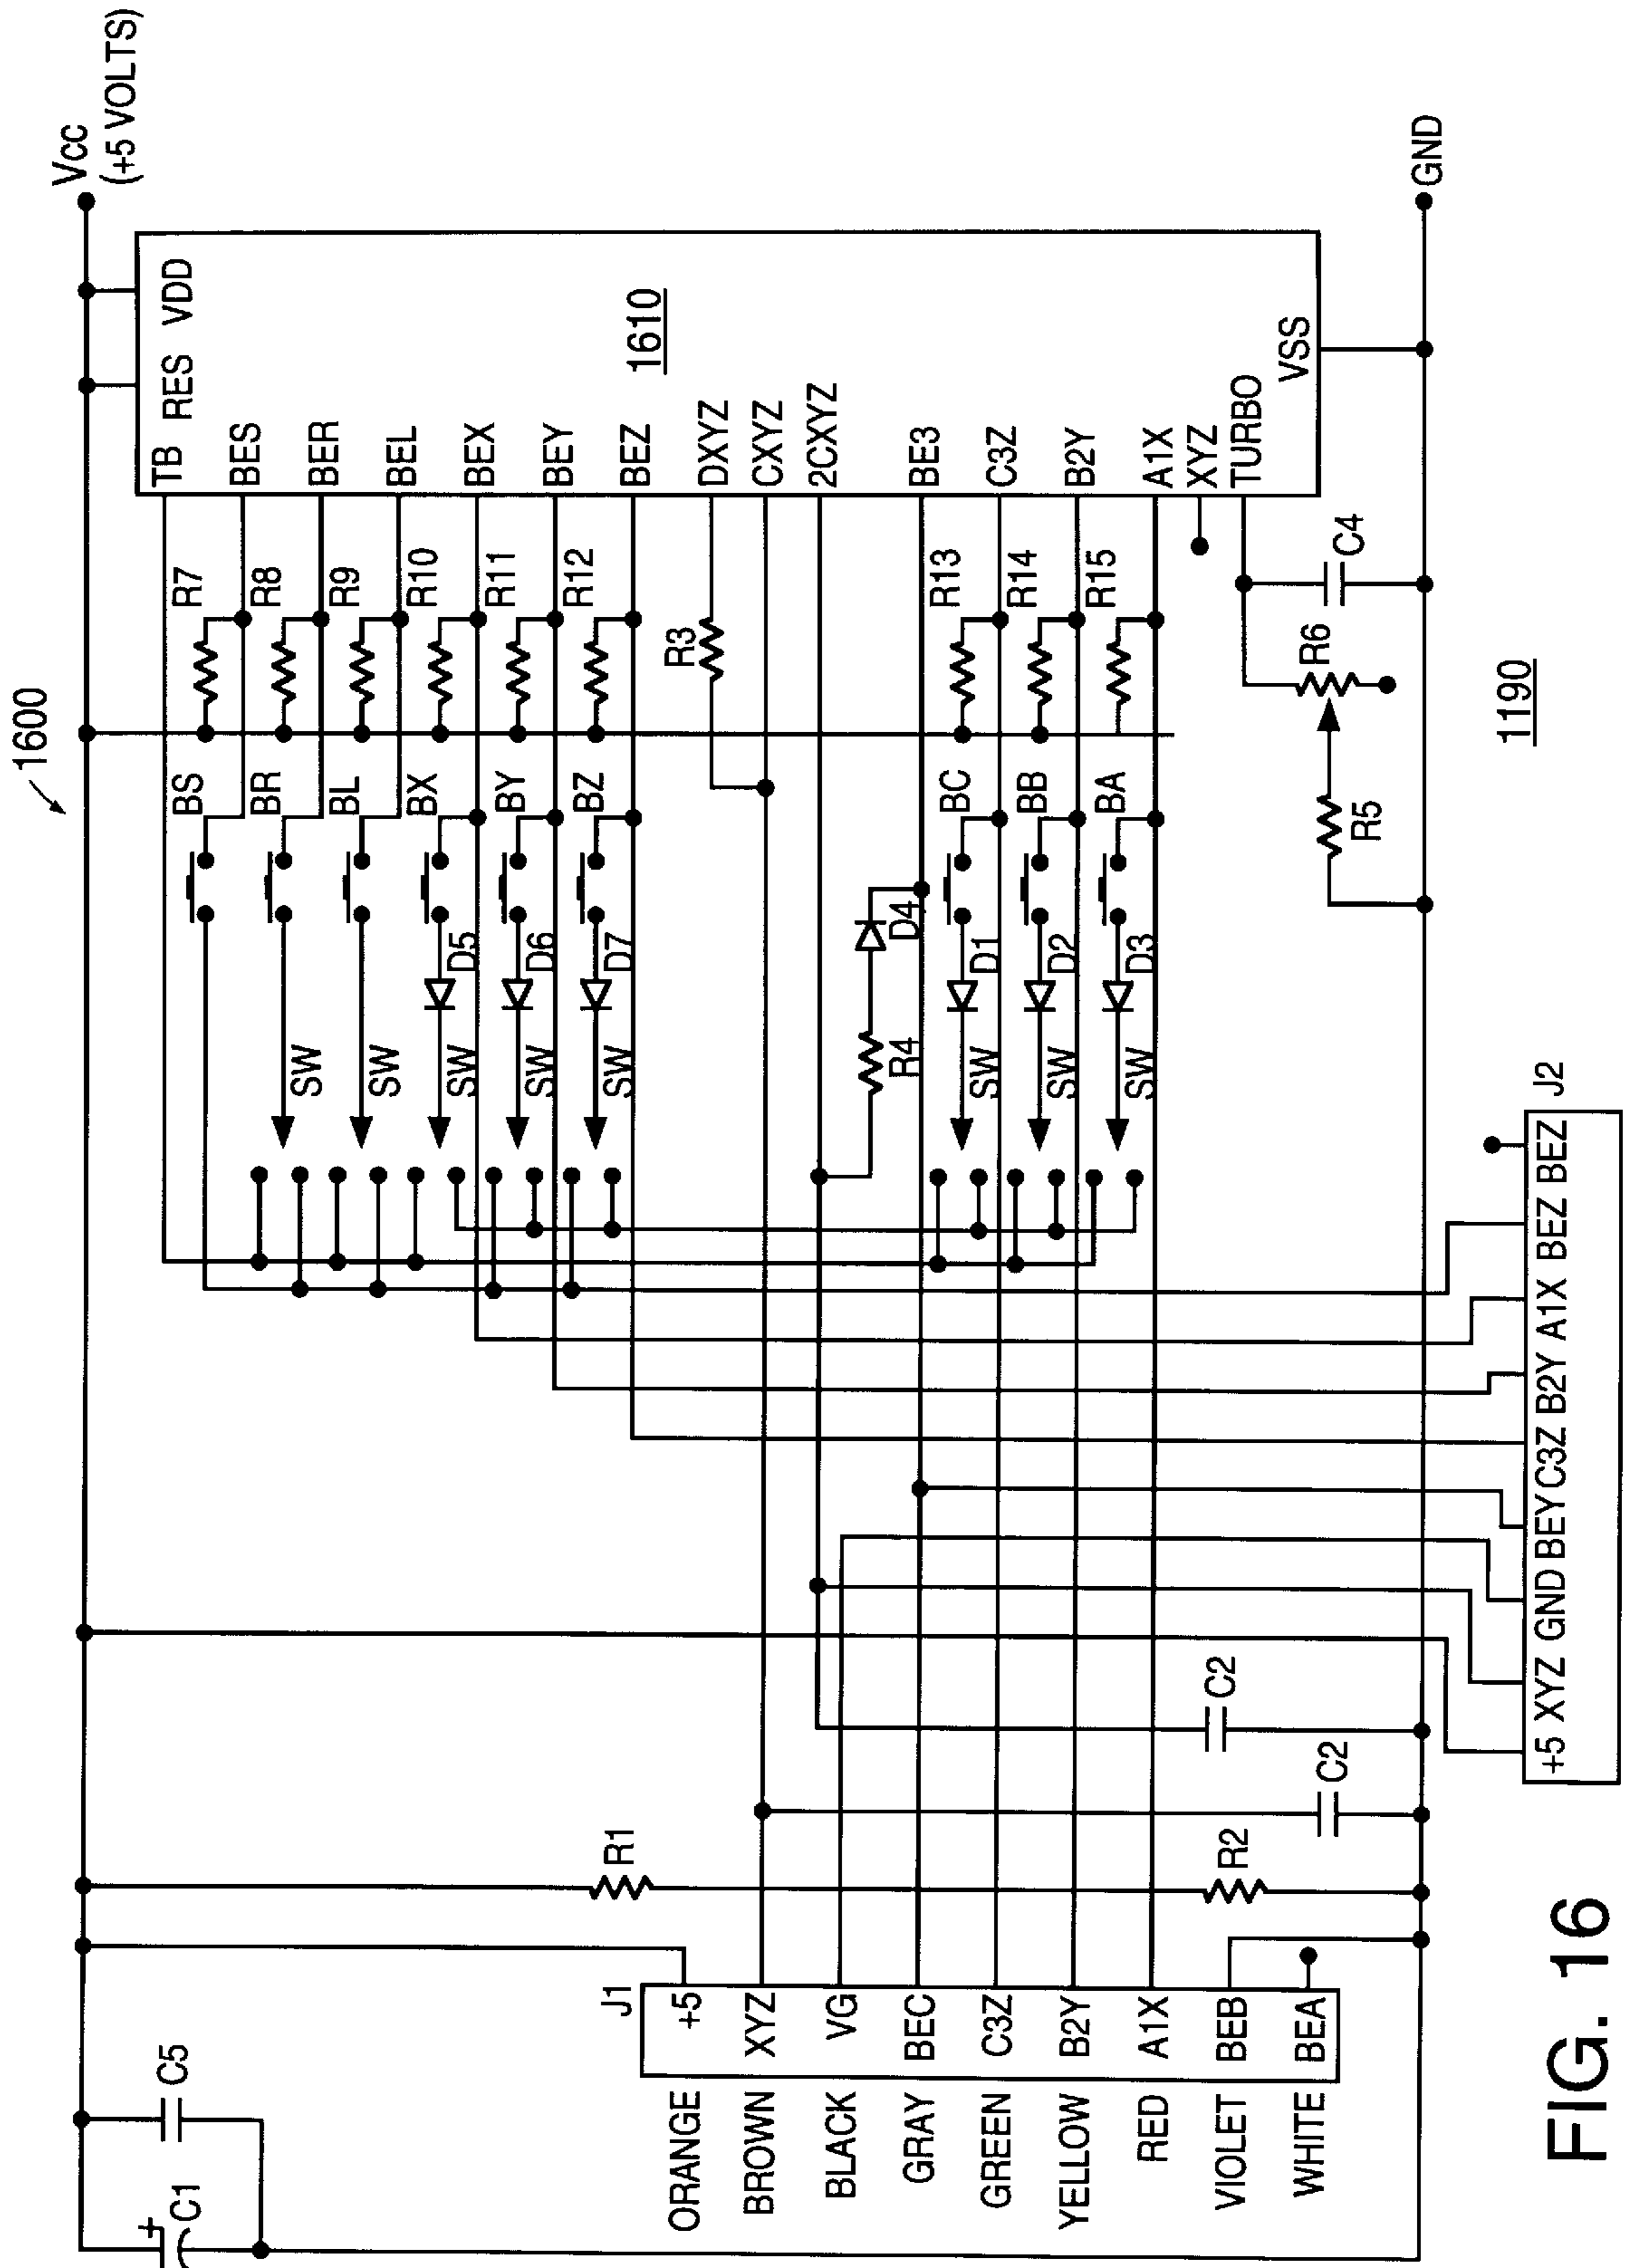 1600
Vcc
(+5 VOLTS)
C1
+
C5
J1
ORANGE +5
BROWN XYZ
BLACK VG
GRAY BEC
GREEN C3Z
YELLOW B2Y
RED A1X
VIOLET BEB
WHITE BEA
R1
R2
C2
C2
BS R7
BR R8
SW BL R9
SW BX R10
SW D5 BY R11
SW D6 BZ R12
SW D7
R3
R4 D4
BC R13
SW D1 BB R14
SW D2 BA R15
SW D3
R5
R6
C4
RES VDD
TB
BES
BER
BEL
BEX
BEY
BEZ
DXYZ
CXYZ
2CXYZ
BE3
C3Z
B2Y
A1X
XYZ
TURBO
VSS
1610
GND
J2
+5 XYZ GND BEY C3Z B2Y A1X BEZ BEZ
1190
FIG. 16